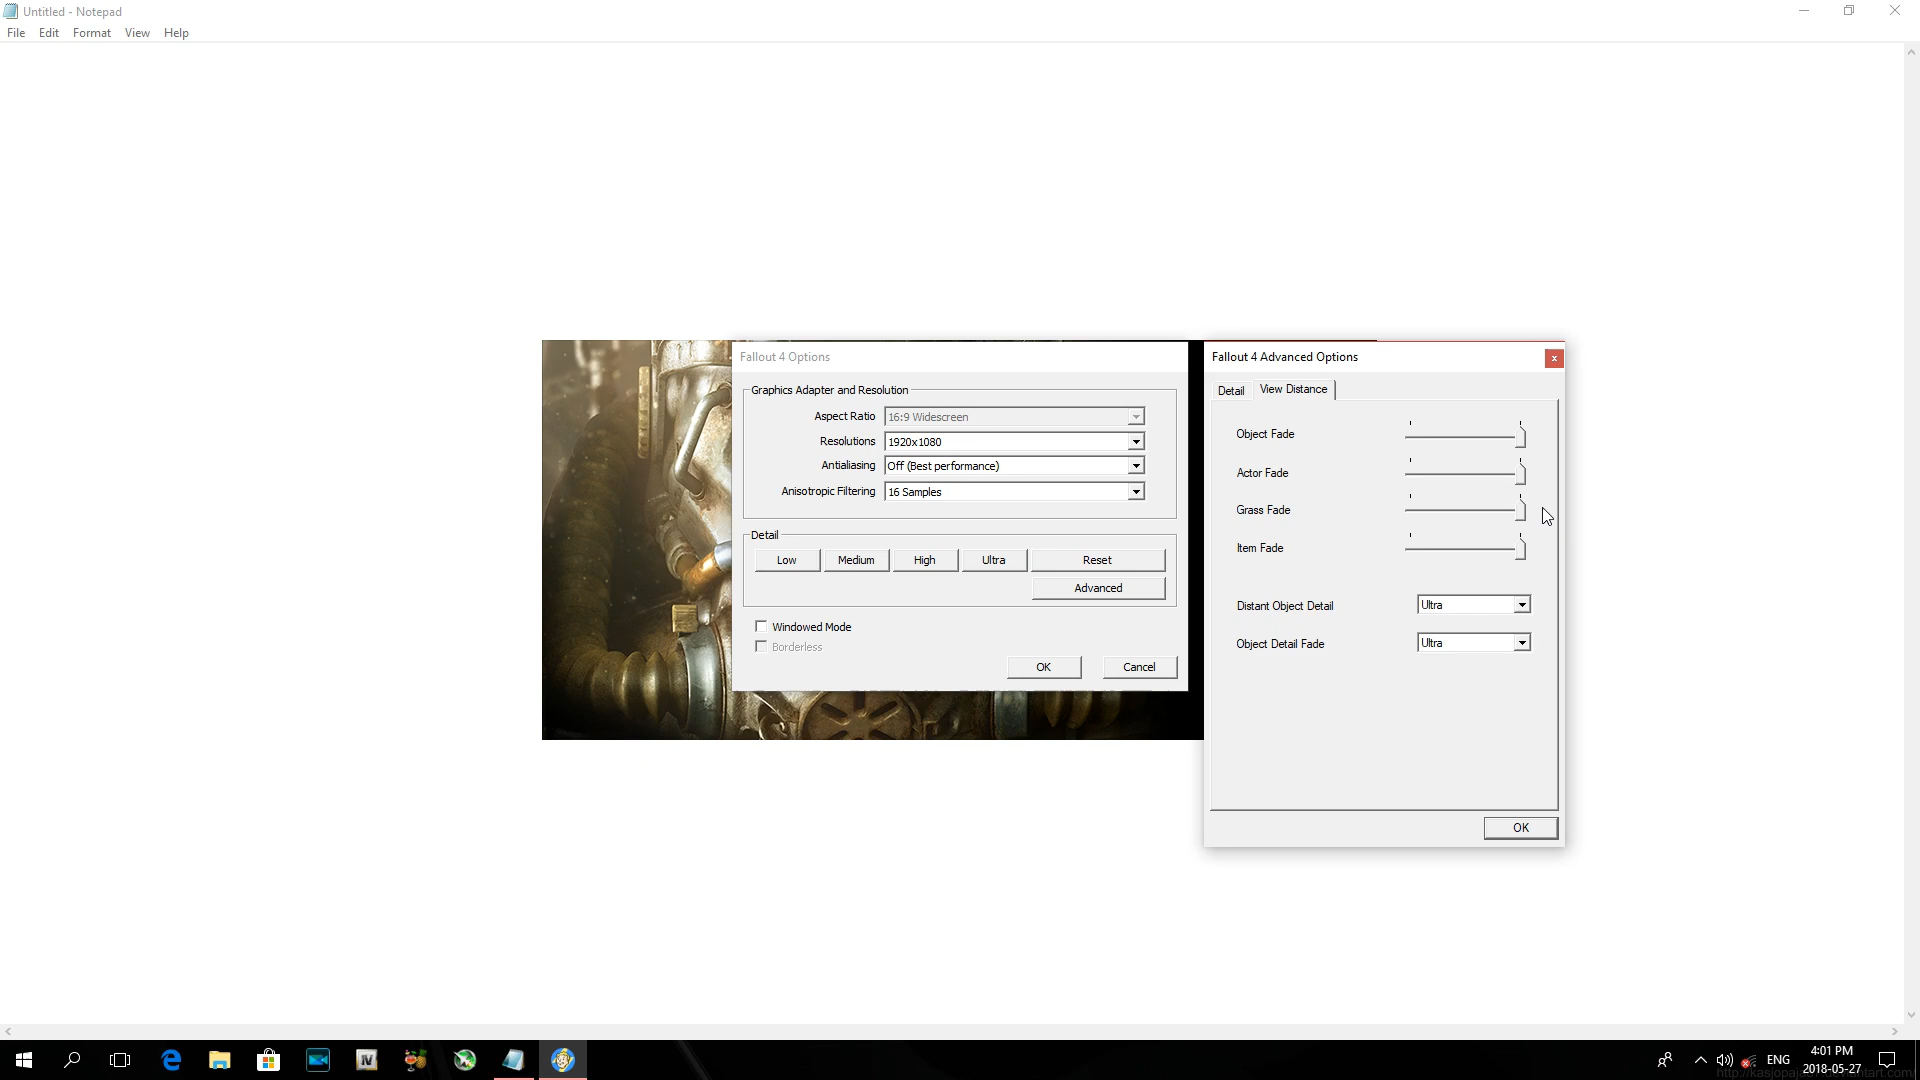 Untitled - Notepad
File Edit Format View Help
Fallout 4 Options
Graphics Adapter and Resolution
Aspect Ratio 16:9 Widescreen
Resolutions 1920x1080
Antialiasing Off (Best performance)
Anisotropic Filtering 16 Samples
Detail
Low Medium High Ultra Reset
Advanced
Windowed Mode
Borderless
OK Cancel
Fallout 4 Advanced Options
x
Detail View Distance
Object Fade
Actor Fade
Grass Fade
Item Fade
Distant Object Detail Ultra
Object Detail Fade Ultra
OK
IV
ENG
4:01 PM
2018-05-27